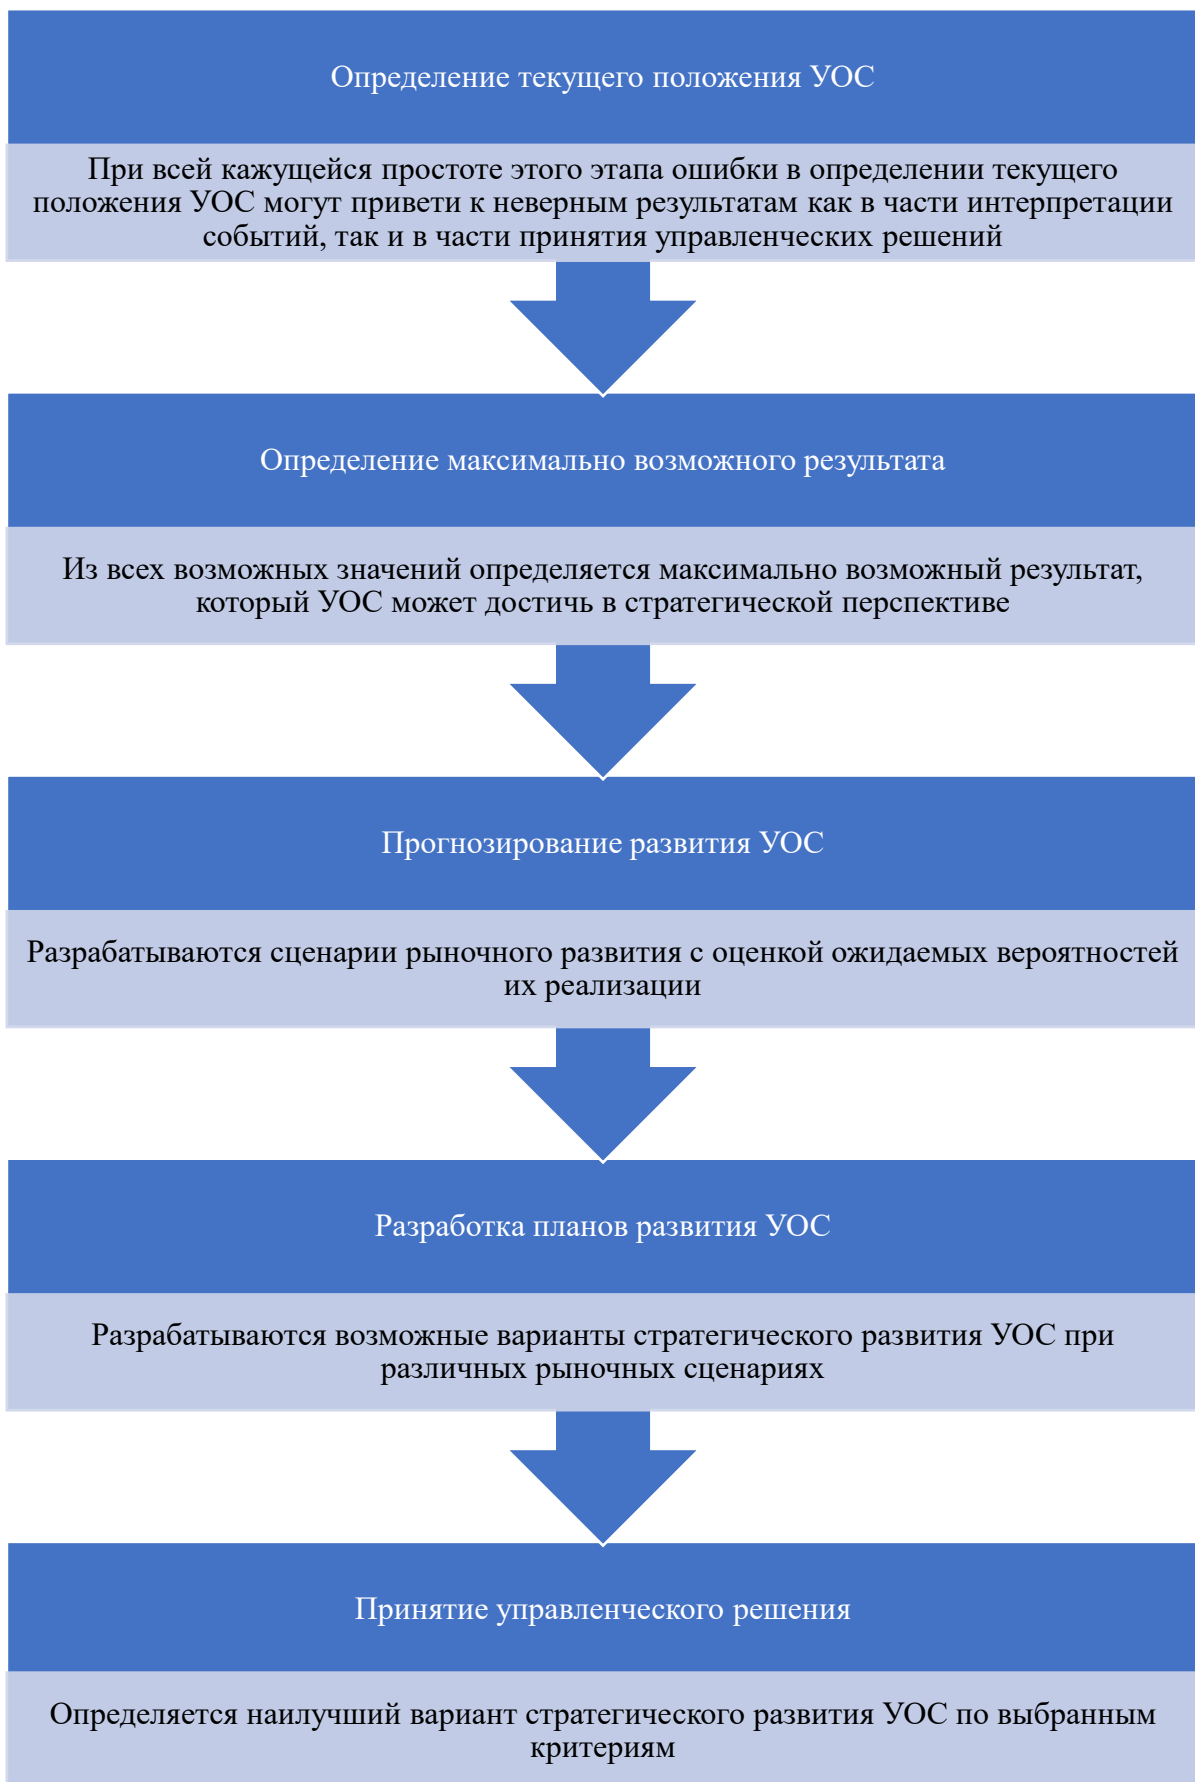 Определение текущего положения УОС
При всей кажущейся простоте этого этапа ошибки в определении текущего
положения УОС могут привети к неверным результатам как в части интерпретации
событий, так и в части принятия управленческих решений
Определение максимально возможного результата
Из всех возможных значений определяется максимально возможный результат,
который УОС может достичь в стратегической перспективе
Прогнозирование развития УОС
Разрабатываются сценарии рыночного развития с оценкой ожидаемых вероятностей
их реализации
Разработка планов развития УОС
Разрабатываются возможные варианты стратегического развития УОС при
различных рыночных сценариях
Принятие управленческого решения
Определяется наилучший вариант стратегического развития УОС по выбранным
критериям